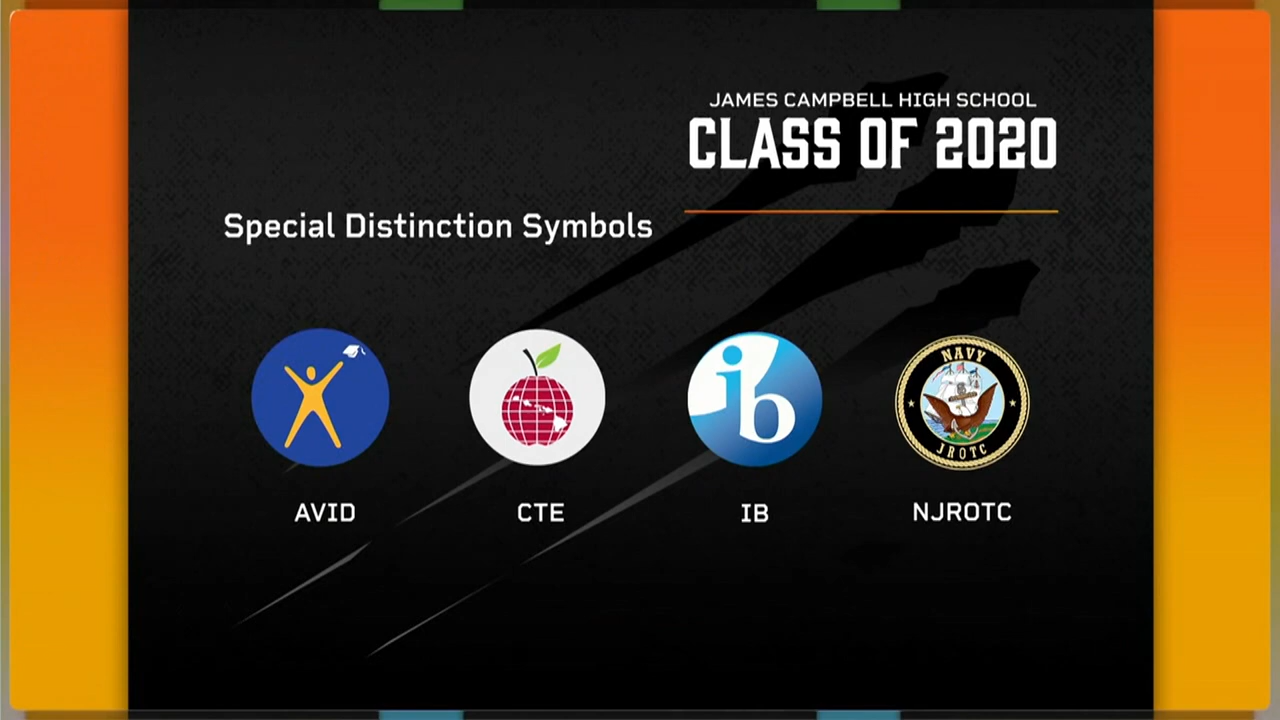 JAMES CAMPBELL HIGH SCHOOL
CLASS OF 2020
Special Distinction Symbols
ib
NAVY
JROTC
AVID
CTE
IB
NJROTC